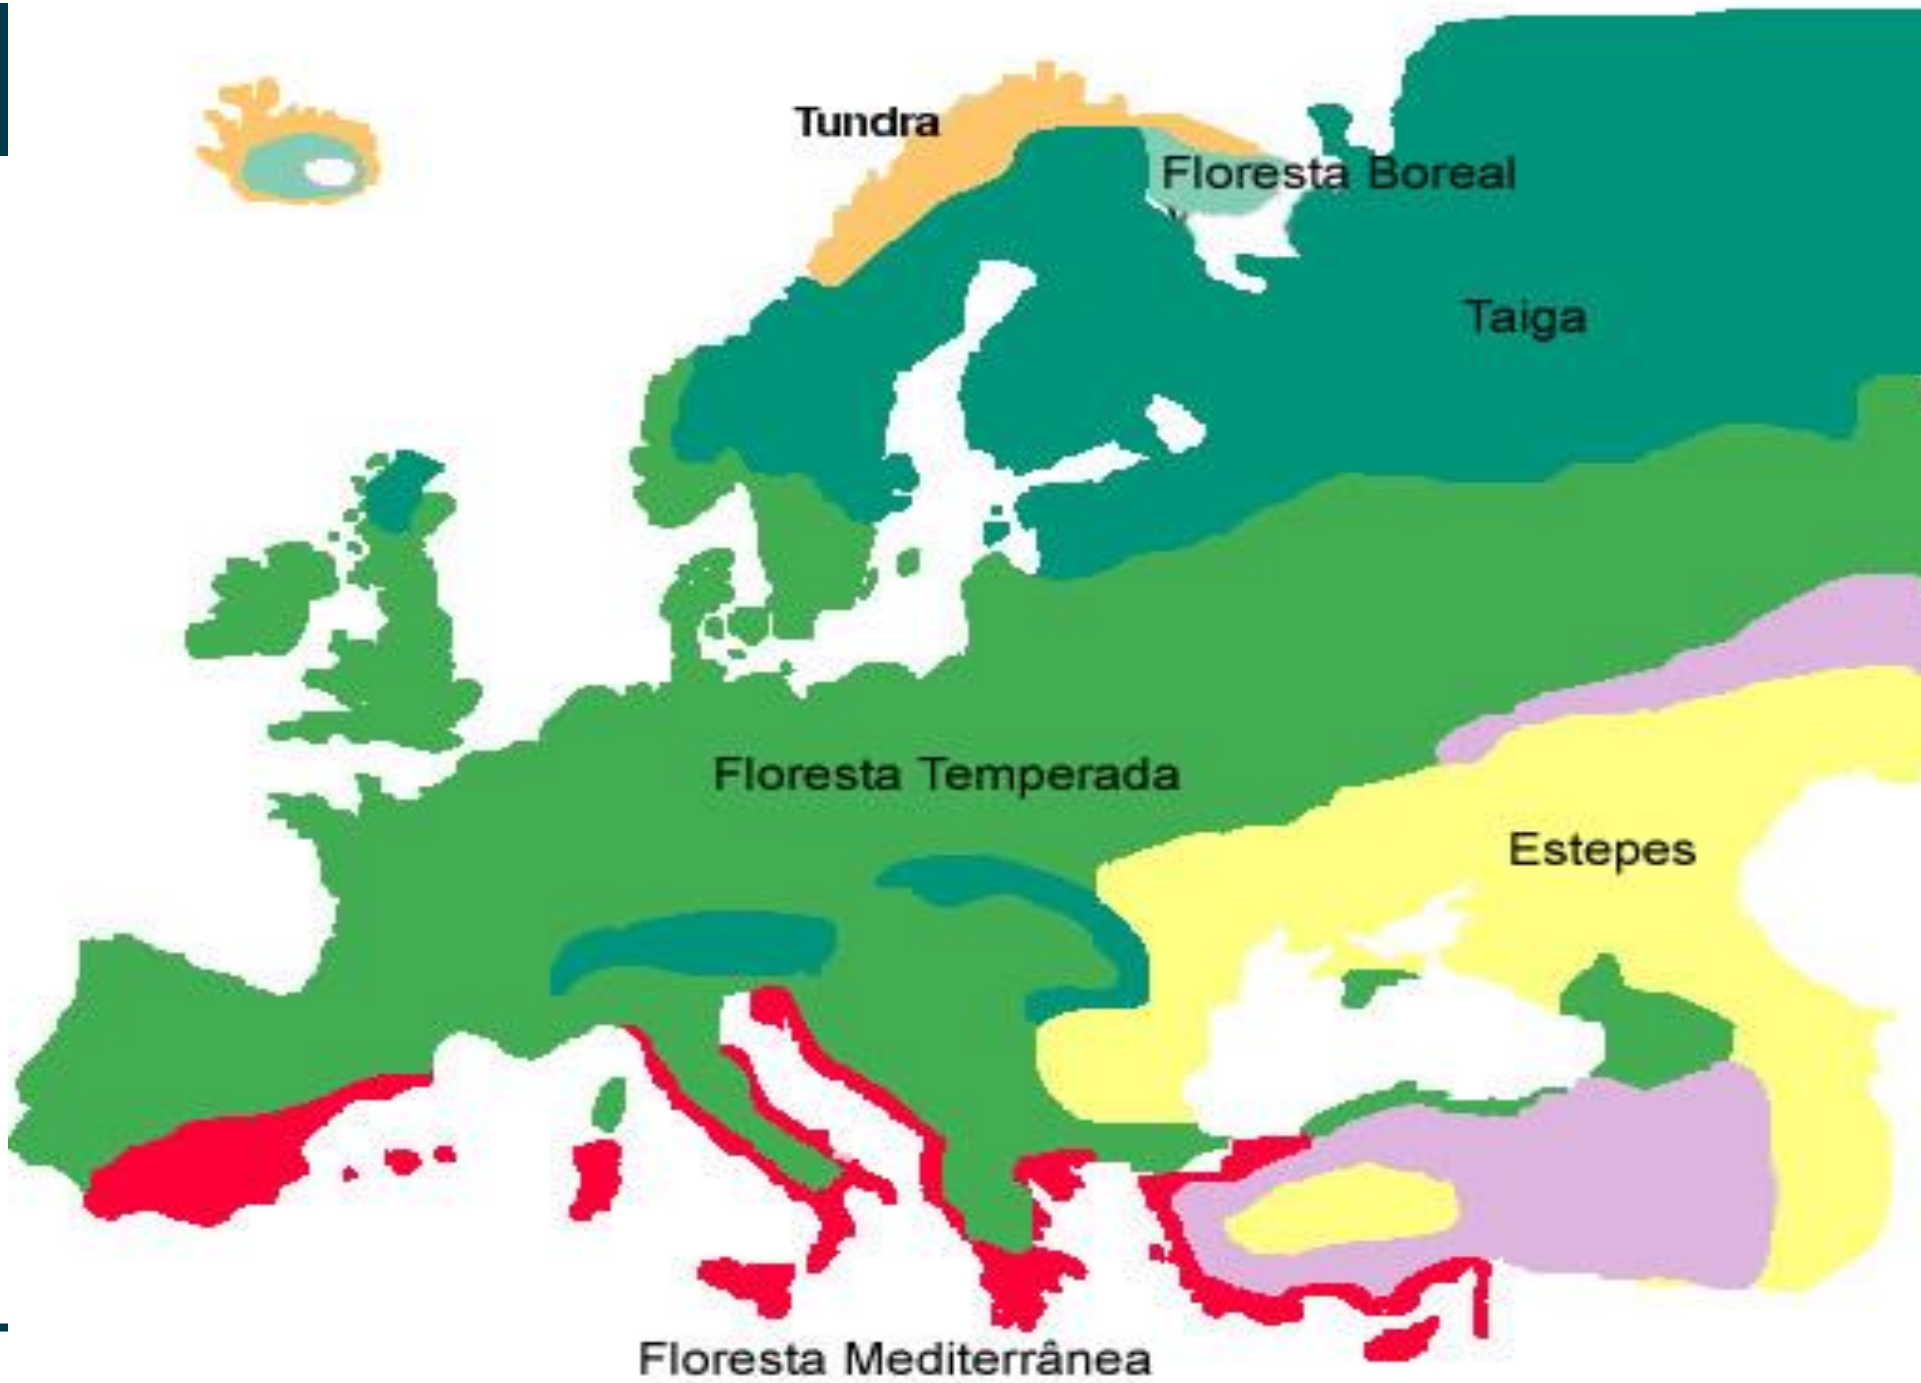 Tundra
Floresta Boreal
Taiga
Floresta Temperada
Estepes
Floresta Mediterrânea